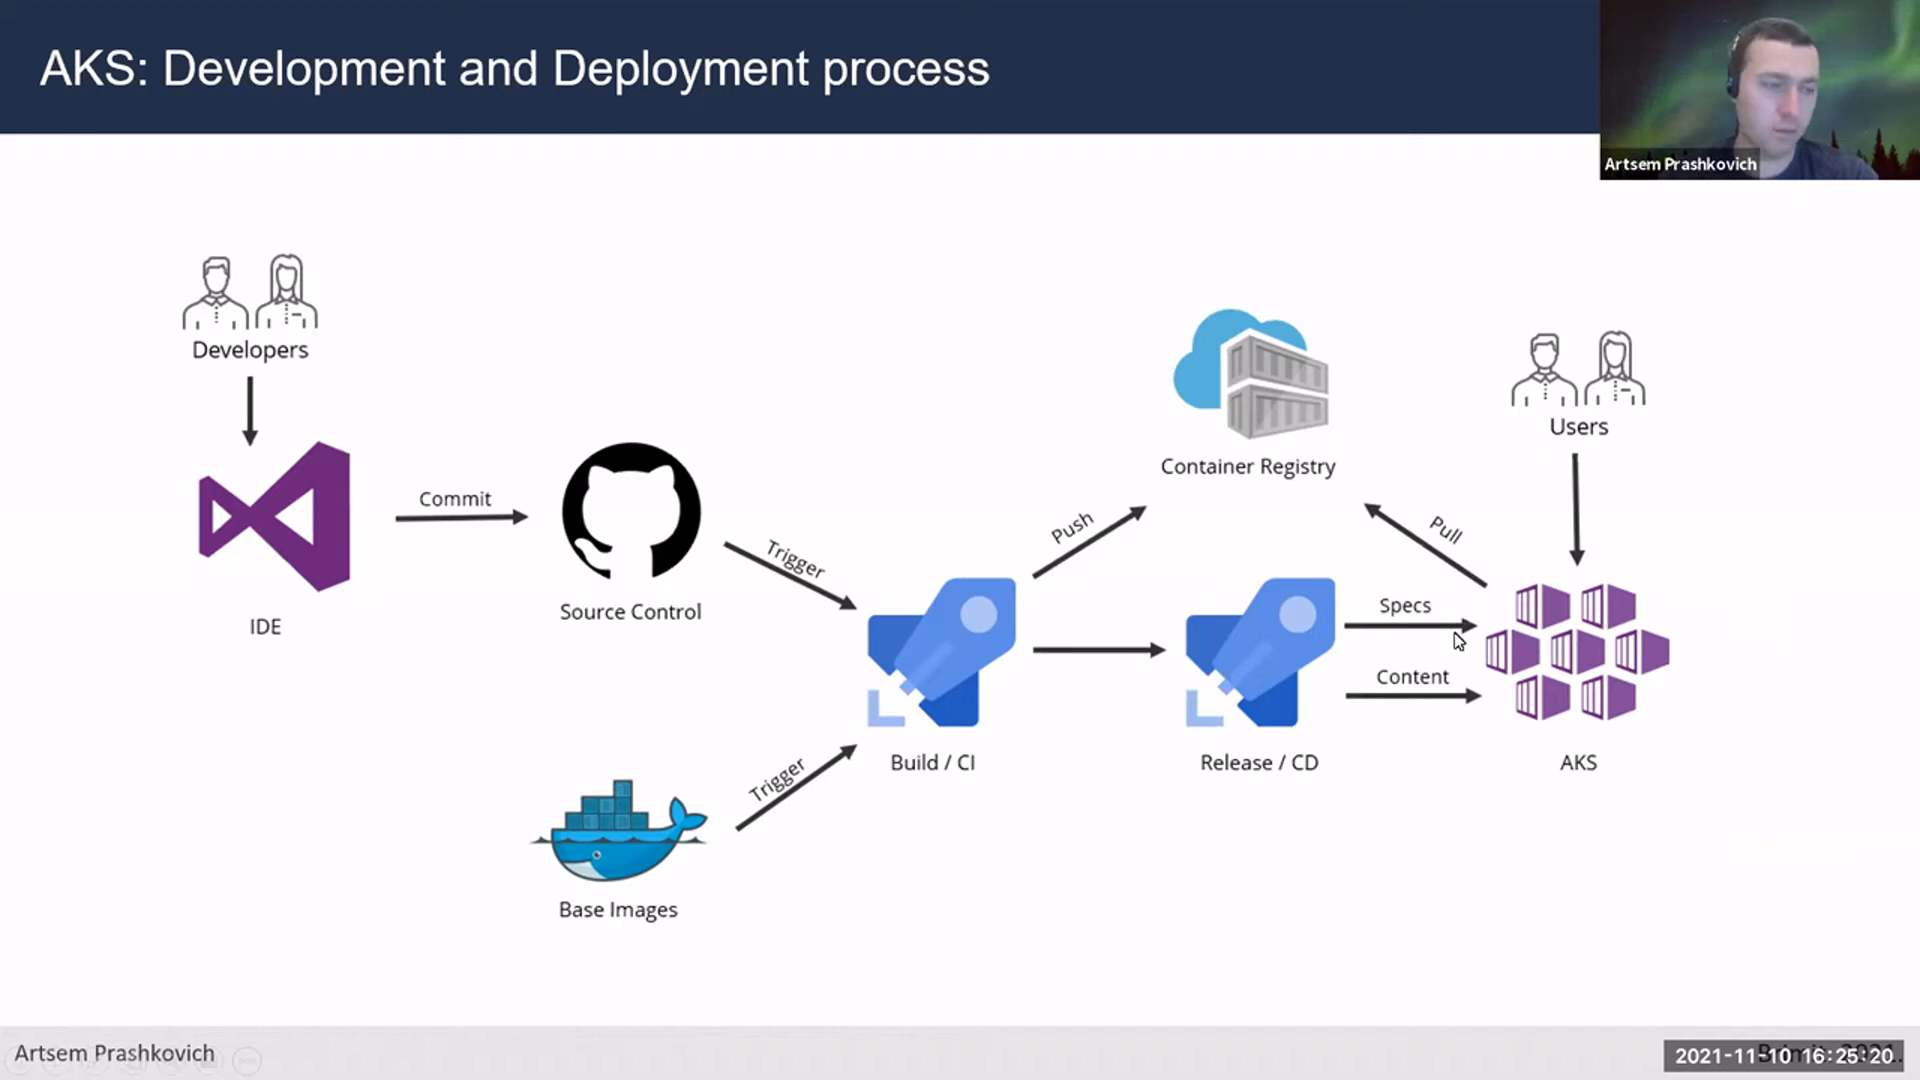 AKS: Development and Deployment process
Artsem Prashkovich
Developers
Users
Container Registry
Commit
Push
Pull
Trigger
IDE
Source Control
Specs
Content
Build / CI
Release / CD
AKS
Trigger
Base Images
Artsem Prashkovich
2021-11-10 16:25:20